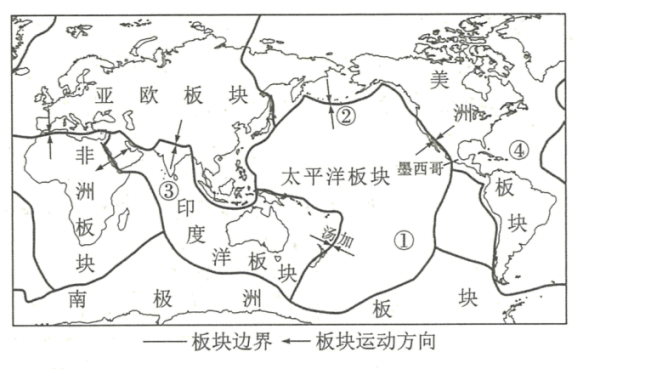 亚欧板块
美洲板块
②
④
非洲板块
太平洋板块
墨西哥
③
印度洋板块
汤加
①
南极洲板块
—— 板块边界 ← 板块运动方向